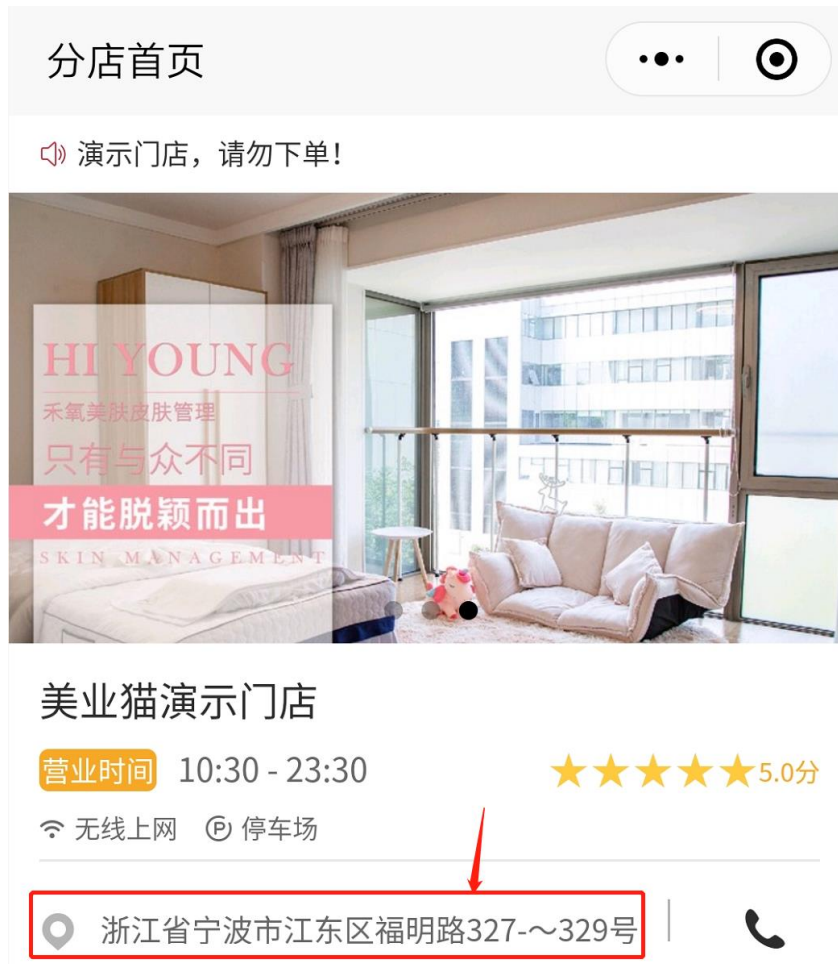 分店首页
演示门店，请勿下单！
HI YOUNG
禾氧美肤皮肤管理
只有与众不同
才能脱颖而出
SKIN MANAGEMENT
美业猫演示门店
营业时间 10:30 - 23:30 5.0分
无线上网 停车场
浙江省宁波市江东区福明路327-～329号